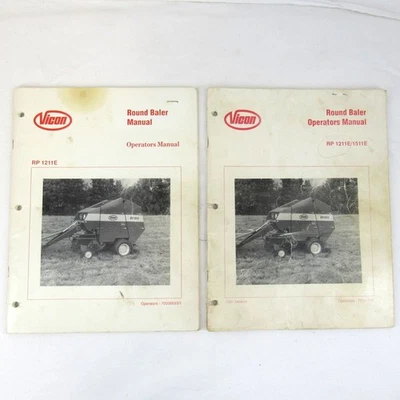 Vicon
Round Baler
Manual
Operators Manual
RP 1211E
Vicon
Round Baler
Operators Manual
RP 1211E/1511E